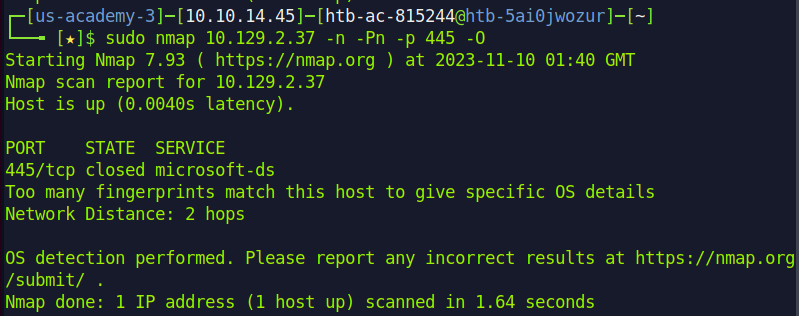 ┌─[us-academy-3]─[10.10.14.45]─[htb-ac-815244@htb-5ai0jwozur]─[~]
└──╼ [★]$ sudo nmap 10.129.2.37 -n -Pn -p 445 -O
Starting Nmap 7.93 ( https://nmap.org ) at 2023-11-10 01:40 GMT
Nmap scan report for 10.129.2.37
Host is up (0.0040s latency).

PORT    STATE  SERVICE
445/tcp closed microsoft-ds
Too many fingerprints match this host to give specific OS details
Network Distance: 2 hops

OS detection performed. Please report any incorrect results at https://nmap.org
/submit/ .
Nmap done: 1 IP address (1 host up) scanned in 1.64 seconds